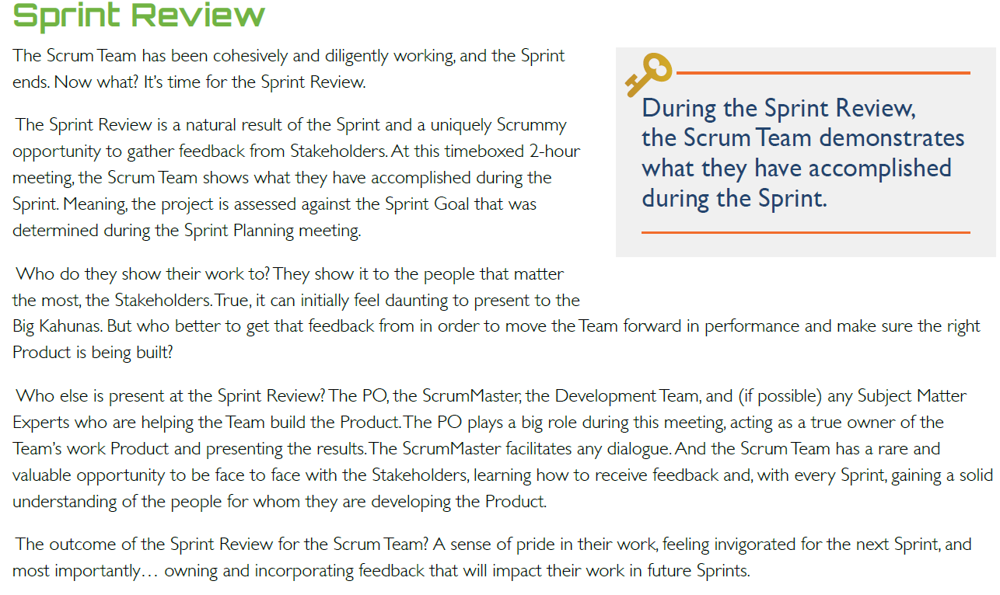 Sprint Review
The Scrum Team has been cohesively and diligently working, and the Sprint
ends. Now what? It’s time for the Sprint Review.
The Sprint Review is a natural result of the Sprint and a uniquely Scrummy
opportunity to gather feedback from Stakeholders. At this timeboxed 2-hour
meeting, the Scrum Team shows what they have accomplished during the
Sprint. Meaning, the project is assessed against the Sprint Goal that was
determined during the Sprint Planning meeting.
During the Sprint Review,
the Scrum Team demonstrates
what they have accomplished
during the Sprint.
Who do they show their work to? They show it to the people that matter
the most, the Stakeholders. True, it can initially feel daunting to present to the
Big Kahunas. But who better to get that feedback from in order to move the Team forward in performance and make sure the right
Product is being built?
Who else is present at the Sprint Review? The PO, the ScrumMaster, the Development Team, and (if possible) any Subject Matter
Experts who are helping the Team build the Product. The PO plays a big role during this meeting, acting as a true owner of the
Team’s work Product and presenting the results. The ScrumMaster facilitates any dialogue. And the Scrum Team has a rare and
valuable opportunity to be face to face with the Stakeholders, learning how to receive feedback and, with every Sprint, gaining a solid
understanding of the people for whom they are developing the Product.
The outcome of the Sprint Review for the Scrum Team? A sense of pride in their work, feeling invigorated for the next Sprint, and
most importantly… owning and incorporating feedback that will impact their work in future Sprints.